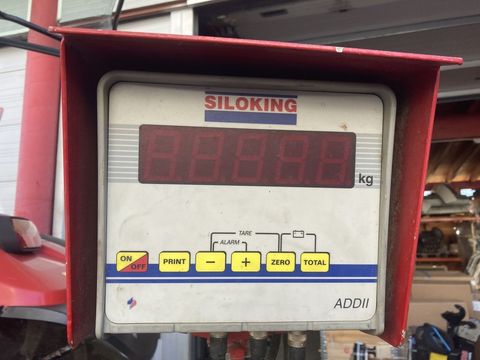 SILOKING
kg
TARE
ALARM
ON OFF PRINT - + ZERO TOTAL
ADDII